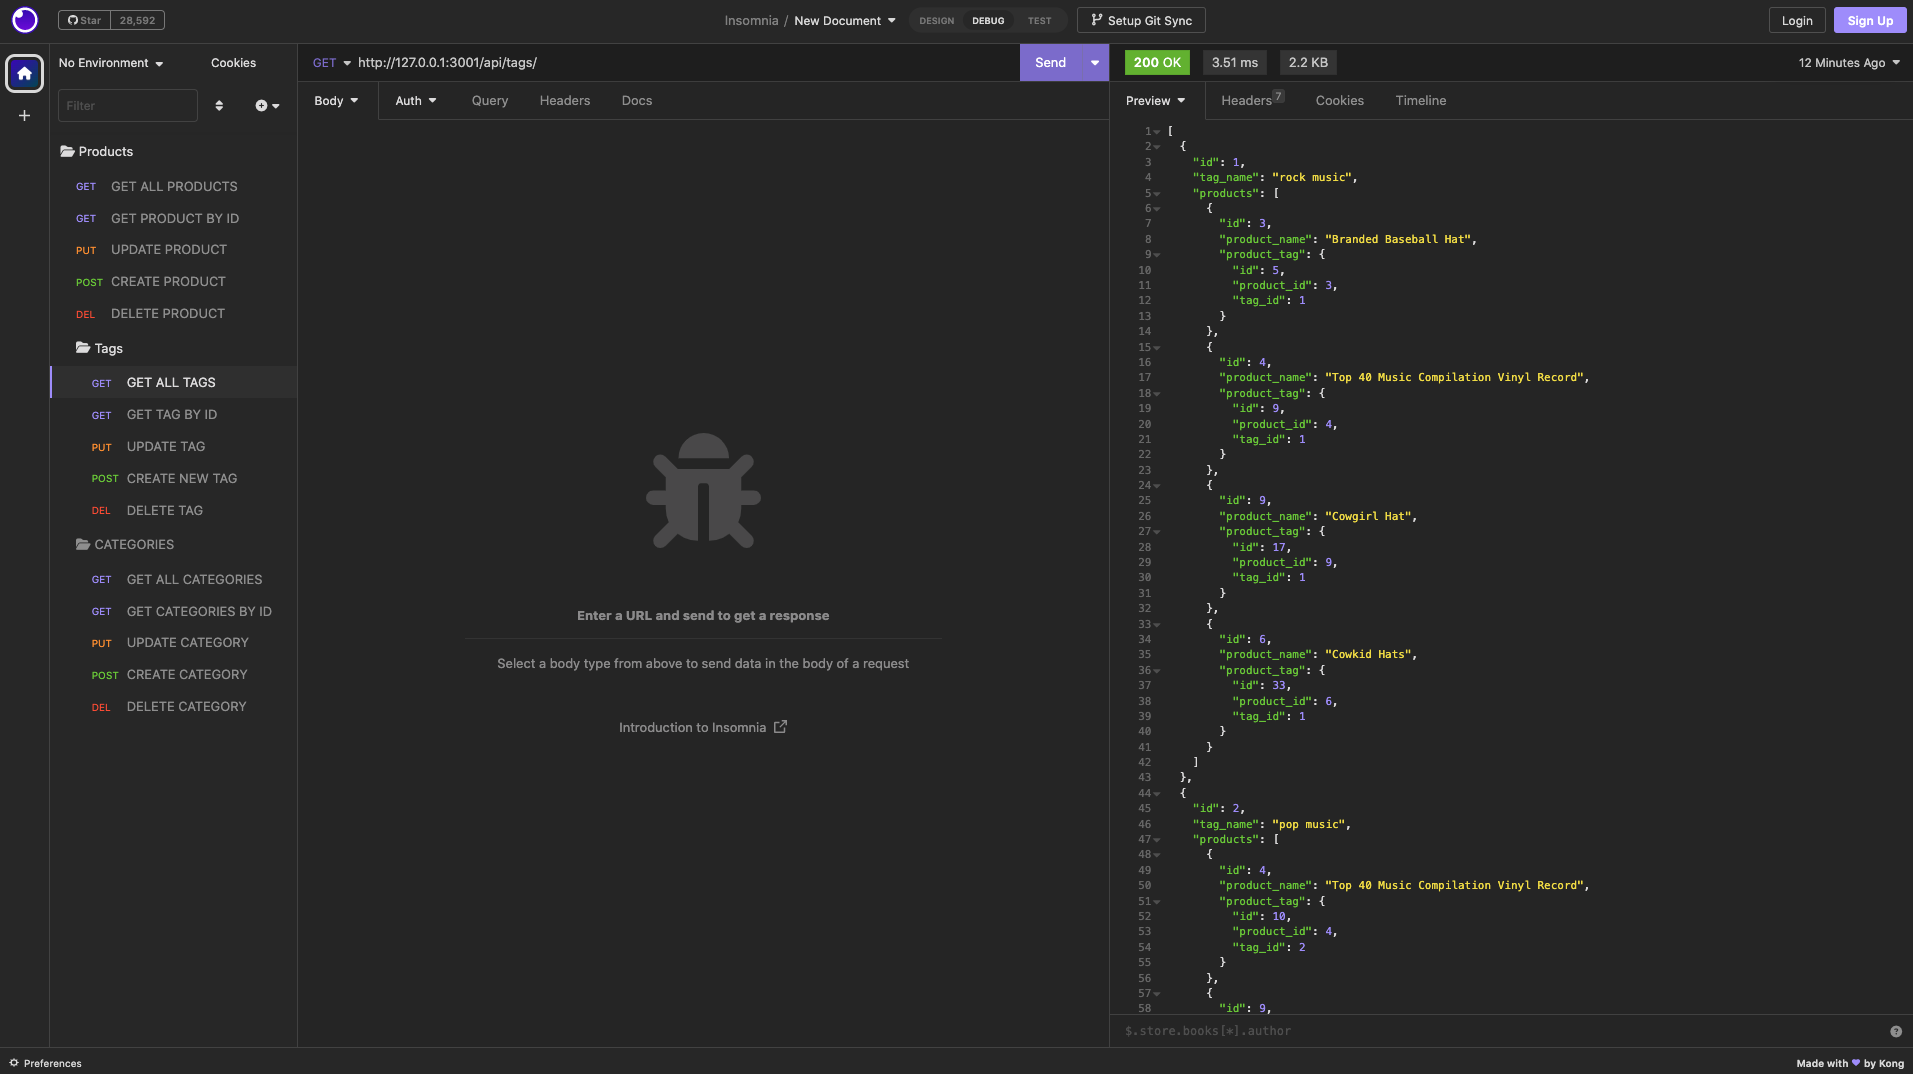 Star 28,592
Insomnia / New Document
DESIGN DEBUG TEST
Setup Git Sync
Login
Sign Up
No Environment
Cookies
Filter
Products
GET GET ALL PRODUCTS
GET GET PRODUCT BY ID
PUT UPDATE PRODUCT
POST CREATE PRODUCT
DEL DELETE PRODUCT
Tags
GET GET ALL TAGS
GET GET TAG BY ID
PUT UPDATE TAG
POST CREATE NEW TAG
DEL DELETE TAG
CATEGORIES
GET GET ALL CATEGORIES
GET GET CATEGORIES BY ID
PUT UPDATE CATEGORY
POST CREATE CATEGORY
DEL DELETE CATEGORY
GET http://127.0.0.1:3001/api/tags/
Send
Body Auth Query Headers Docs
Enter a URL and send to get a response
Select a body type from above to send data in the body of a request
Introduction to Insomnia
200 OK 3.51 ms 2.2 KB
12 Minutes Ago
Preview Headers 7 Cookies Timeline
1 [
2 {
3 "id": 1,
4 "tag_name": "rock music",
5 "products": [
6 {
7 "id": 3,
8 "product_name": "Branded Baseball Hat",
9 "product_tag": {
10 "id": 5,
11 "product_id": 3,
12 "tag_id": 1
13 }
14 },
15 {
16 "id": 4,
17 "product_name": "Top 40 Music Compilation Vinyl Record",
18 "product_tag": {
19 "id": 9,
20 "product_id": 4,
21 "tag_id": 1
22 }
23 },
24 {
25 "id": 9,
26 "product_name": "Cowgirl Hat",
27 "product_tag": {
28 "id": 17,
29 "product_id": 9,
30 "tag_id": 1
31 }
32 },
33 {
34 "id": 6,
35 "product_name": "Cowkid Hats",
36 "product_tag": {
37 "id": 33,
38 "product_id": 6,
39 "tag_id": 1
40 }
41 }
42 ]
43 },
44 {
45 "id": 2,
46 "tag_name": "pop music",
47 "products": [
48 {
49 "id": 4,
50 "product_name": "Top 40 Music Compilation Vinyl Record",
51 "product_tag": {
52 "id": 10,
53 "product_id": 4,
54 "tag_id": 2
55 }
56 },
57 {
58 "id": 9,
$.store.books[*].author
Preferences
Made with ♥ by Kong